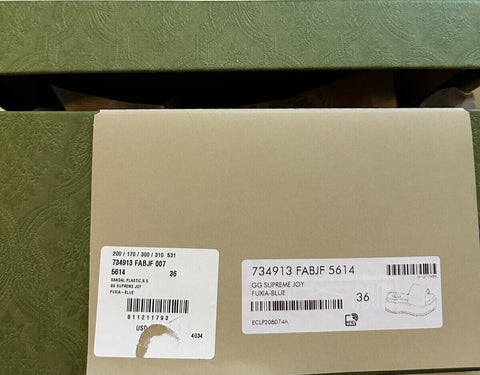 200 / 170 / 300 / 310 S31
734913 FABJF 007
5614 36
SANDAL PLASTIC,R.S.
GG SUPREME JOY
FUXIA-BLUE
811211793
USD
4034
734913 FABJF 5614
GG SUPREME JOY
FUXIA-BLUE
36
ECLP208074A